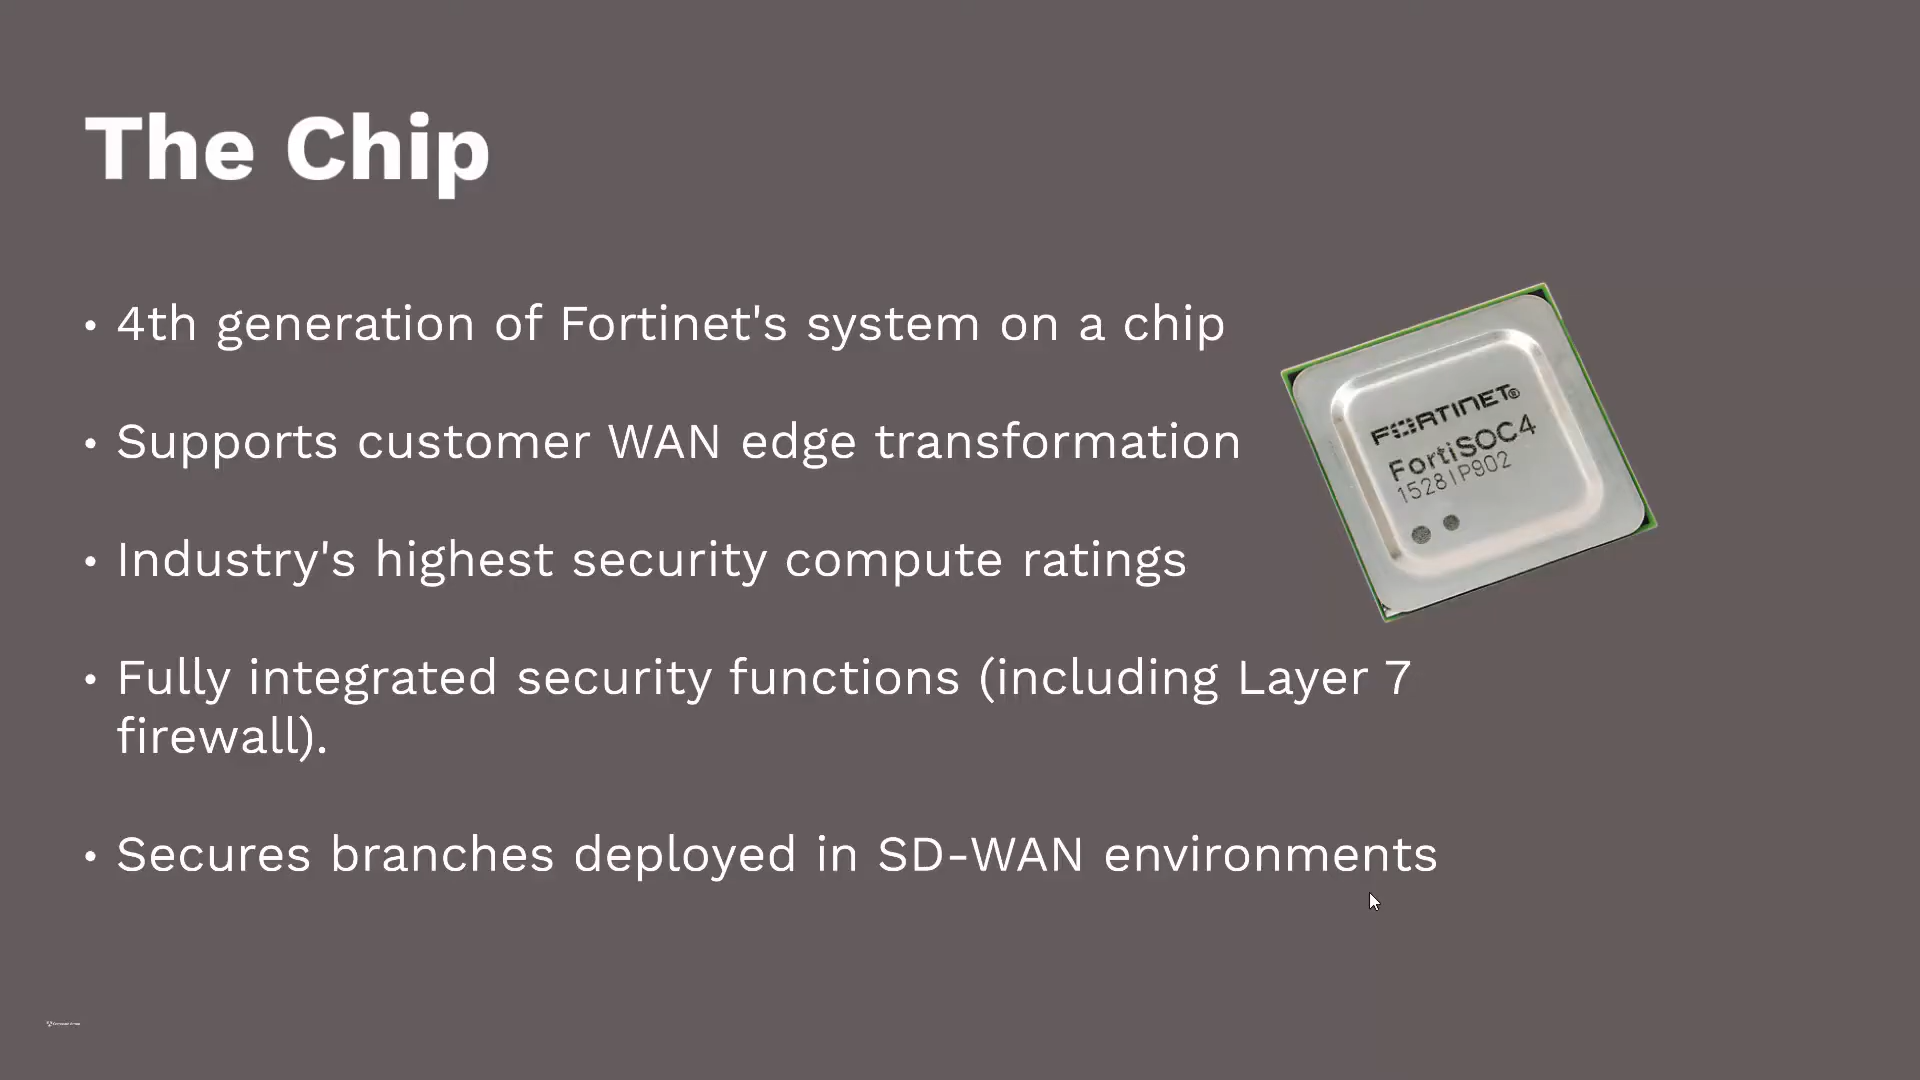 The Chip
• 4th generation of Fortinet's system on a chip
• Supports customer WAN edge transformation
• Industry's highest security compute ratings
• Fully integrated security functions (including Layer 7
firewall).
• Secures branches deployed in SD-WAN environments
FORTINET®
FortiSOC4
1528IP902